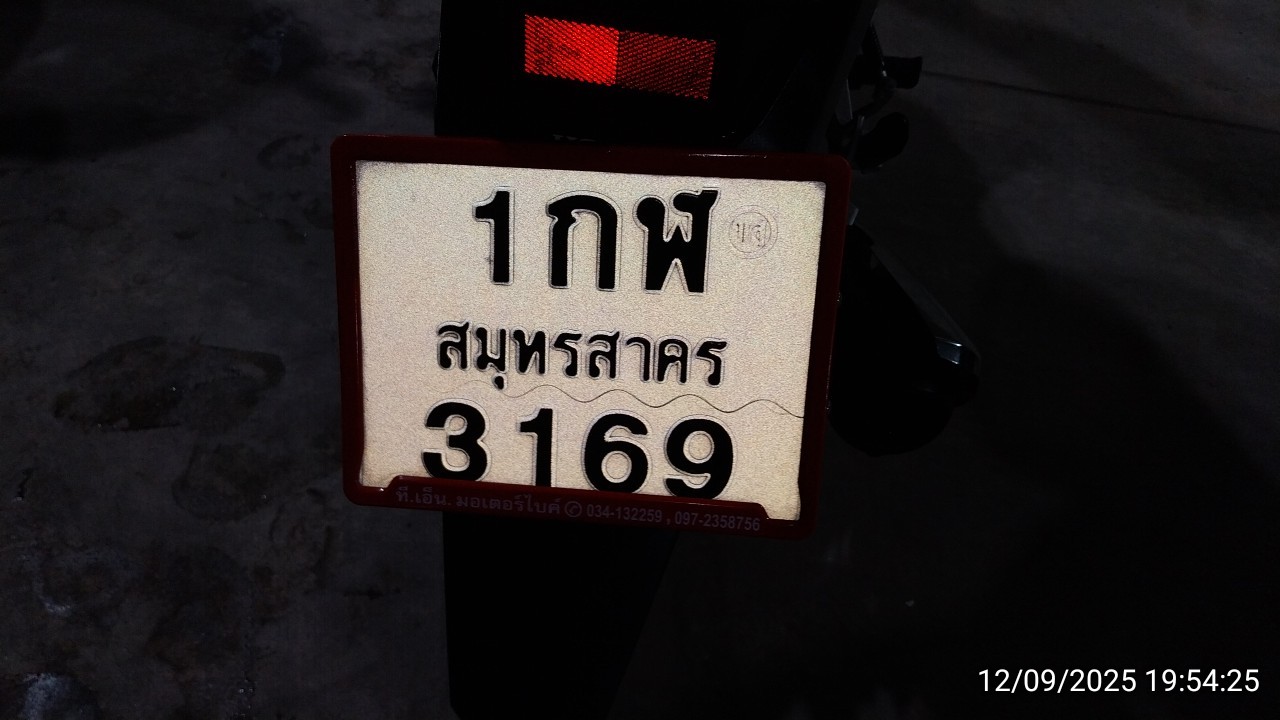 1กฬ
สมุทรสาคร
3169
ที.เอ็น. มอเตอร์ไบค์ ✆ 034-132259 , 097-2358756
12/09/2025 19:54:25